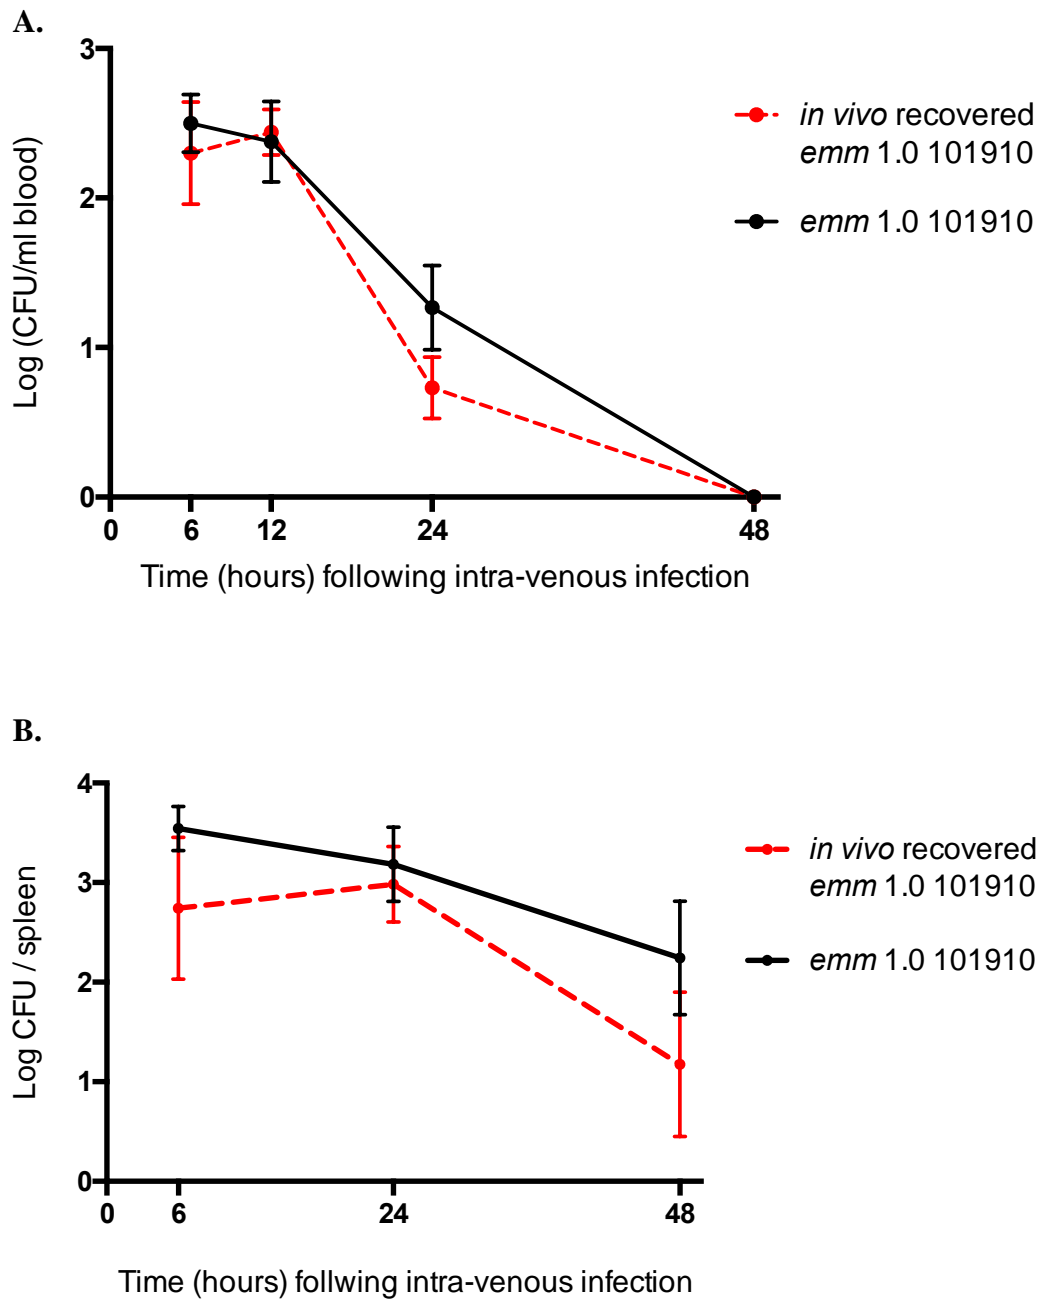 A.
3
2
1
0
Log (CFU/ml blood)
0 6 12 24 48
Time (hours) following intra-venous infection
in vivo recovered
emm 1.0 101910
emm 1.0 101910
B.
4
3
2
1
0
Log CFU / spleen
0 6 24 48
Time (hours) follwing intra-venous infection
in vivo recovered
emm 1.0 101910
emm 1.0 101910